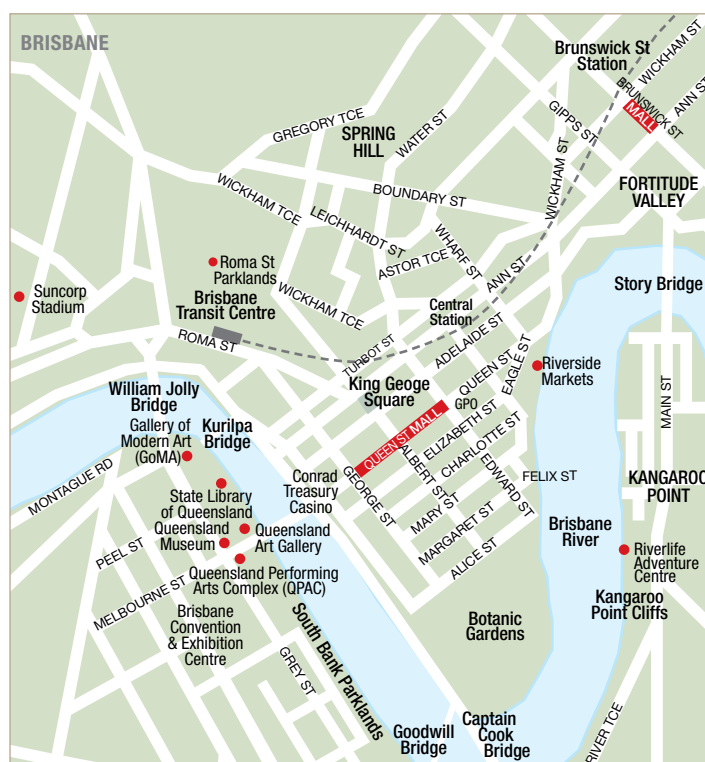 BRISBANE
Brunswick St
Station
WICKHAM ST
BRUNSWICK ST
MALL
ANN ST
GIPPS ST
GREGORY TCE
SPRING
HILL
WATER ST
WICKHAM ST
FORTITUDE
VALLEY
WICKHAM TCE
BOUNDARY ST
LEICHHARDT ST
WHARF ST
ASTOR TCE
ANN ST
Roma St
Parklands
Suncorp
Stadium
Brisbane
Transit Centre
WICKHAM TCE
Central
Station
Story Bridge
ROMA ST
TURBOT ST
ADELAIDE ST
EAGLE ST
QUEEN ST
Riverside
Markets
MAIN ST
William Jolly
Bridge
King Geoge
Square
GPO
Gallery of
Modern Art
(GoMA)
Kurilpa
Bridge
QUEEN ST MALL
ELIZABETH ST
CHARLOTTE ST
ALBERT ST
EDWARD ST
MONTAGUE RD
Conrad
Treasury
Casino
GEORGE ST
FELIX ST
KANGAROO
POINT
State Library
of Queensland
MARY ST
MARGARET ST
ALICE ST
Queensland
Museum
Queensland
Art Gallery
Brisbane
River
PEEL ST
MELBOURNE ST
Queensland Performing
Arts Complex (QPAC)
Riverlife
Adventure
Centre
Kangaroo
Point Cliffs
Brisbane
Convention
& Exhibition
Centre
South Bank Parklands
Botanic
Gardens
GREY ST
Goodwill
Bridge
Captain
Cook
Bridge
RIVER TCE